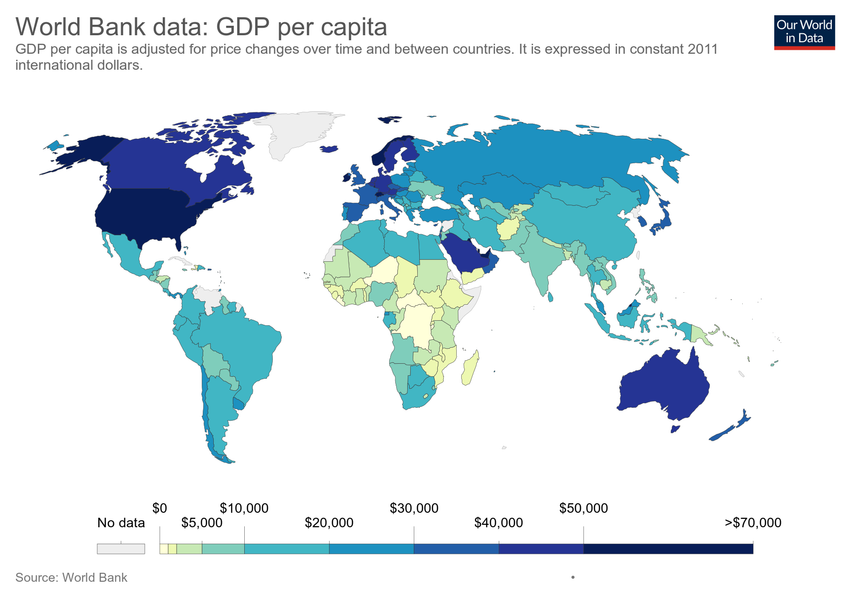 World Bank data: GDP per capita
GDP per capita is adjusted for price changes over time and between countries. It is expressed in constant 2011
international dollars.
Our World
in Data
$0 $10,000 $30,000 $50,000
No data $5,000 $20,000 $40,000 >$70,000
Source: World Bank